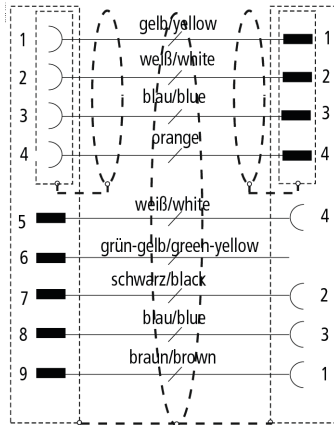 1 gelb/yellow 1
2 weiß/white 2
3 blau/blue 3
4 orange 4
5 weiß/white 4
6 grün-gelb/green-yellow
7 schwarz/black 2
8 blau/blue 3
9 braun/brown 1